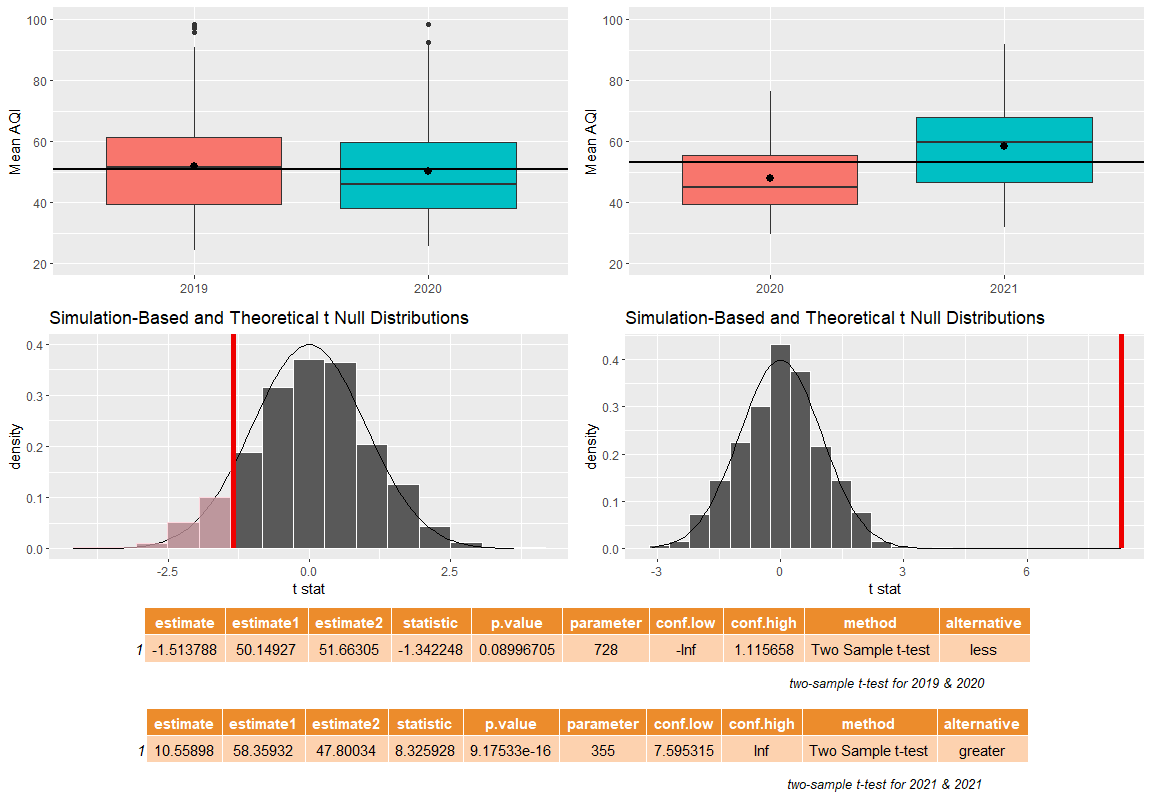 100
80
60
40
20
Mean AQI
2019
2020
100
80
60
40
20
Mean AQI
2020
2021
Simulation-Based and Theoretical t Null Distributions
0.4
0.3
0.2
0.1
0.0
density
-2.5
0.0
2.5
t stat
Simulation-Based and Theoretical t Null Distributions
0.4
0.3
0.2
0.1
0.0
density
-3
0
3
6
t stat
estimate estimate1 estimate2 statistic p.value parameter conf.low conf.high method alternative
1 -1.513788 50.14927 51.66305 -1.342248 0.08996705 728 -Inf 1.115658 Two Sample t-test less
two-sample t-test for 2019 & 2020
estimate estimate1 estimate2 statistic p.value parameter conf.low conf.high method alternative
1 10.55898 58.35932 47.80034 8.325928 9.17533e-16 355 7.595315 Inf Two Sample t-test greater
two-sample t-test for 2021 & 2021